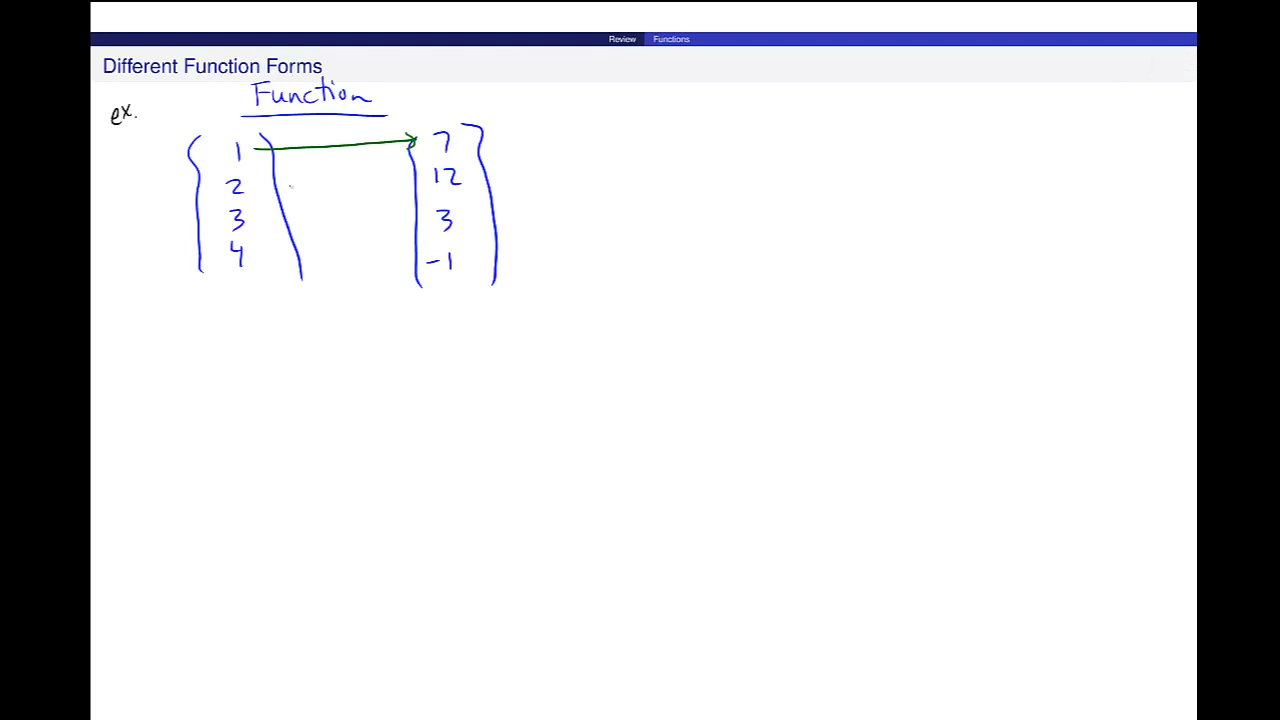 Review Functions
Different Function Forms
ex. Function
1 7
2 12
3 3
4 -1